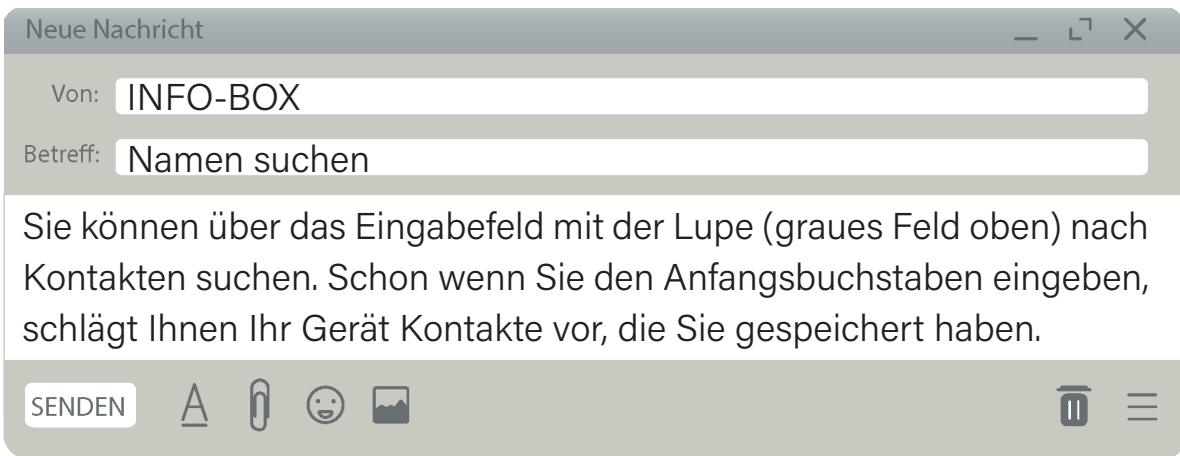 Neue Nachricht
Von: INFO-BOX
Betreff: Namen suchen
Sie können über das Eingabefeld mit der Lupe (graues Feld oben) nach
Kontakten suchen. Schon wenn Sie den Anfangsbuchstaben eingeben,
schlägt Ihnen Ihr Gerät Kontakte vor, die Sie gespeichert haben.
SENDEN A